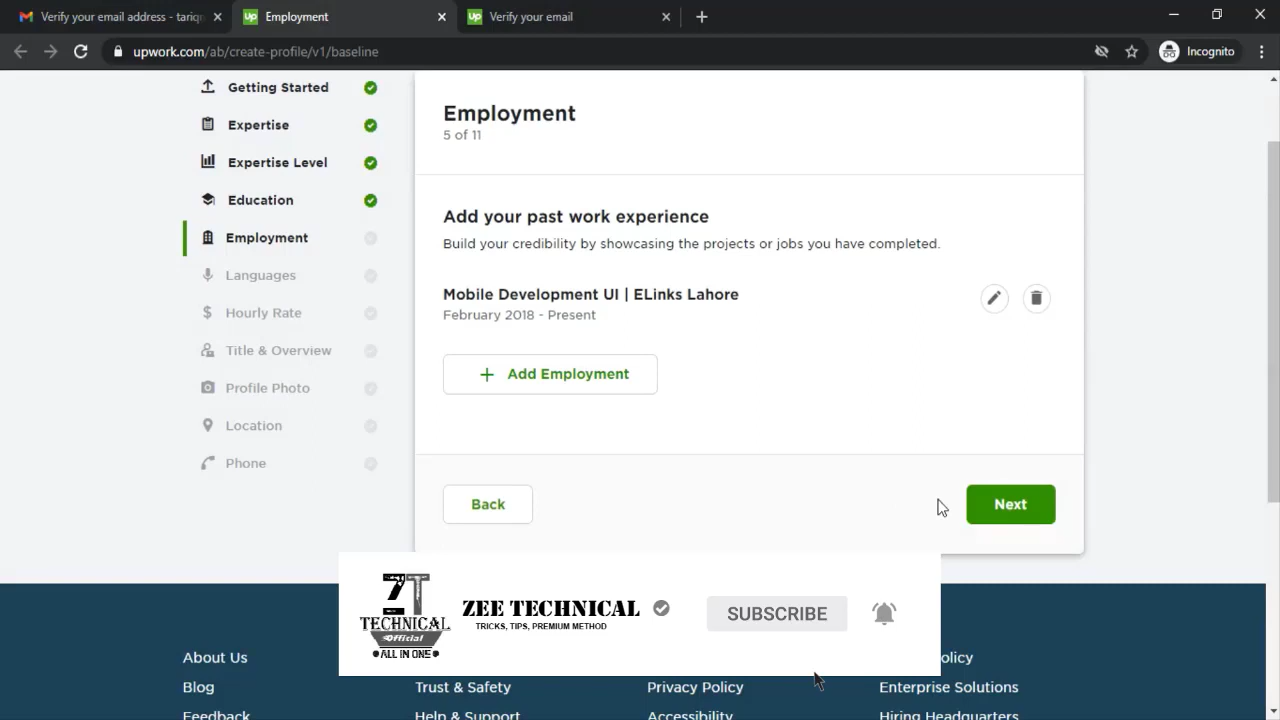 Verify your email address - tariqn
Employment
Verify your email
upwork.com/ab/create-profile/v1/baseline
Incognito
Getting Started
Expertise
Expertise Level
Education
Employment
Languages
Hourly Rate
Title & Overview
Profile Photo
Location
Phone
Employment
5 of 11
Add your past work experience
Build your credibility by showcasing the projects or jobs you have completed.
Mobile Development UI | ELinks Lahore
February 2018 - Present
+ Add Employment
Back
Next
ZT
TECHNICAL
Official
•ALL IN ONE•
ZEE TECHNICAL
TRICKS, TIPS, PREMIUM METHOD
SUBSCRIBE
About Us
olicy
Blog
Trust & Safety
Privacy Policy
Enterprise Solutions
Feedback
Help & Support
Accessibility
Hiring Headquarters